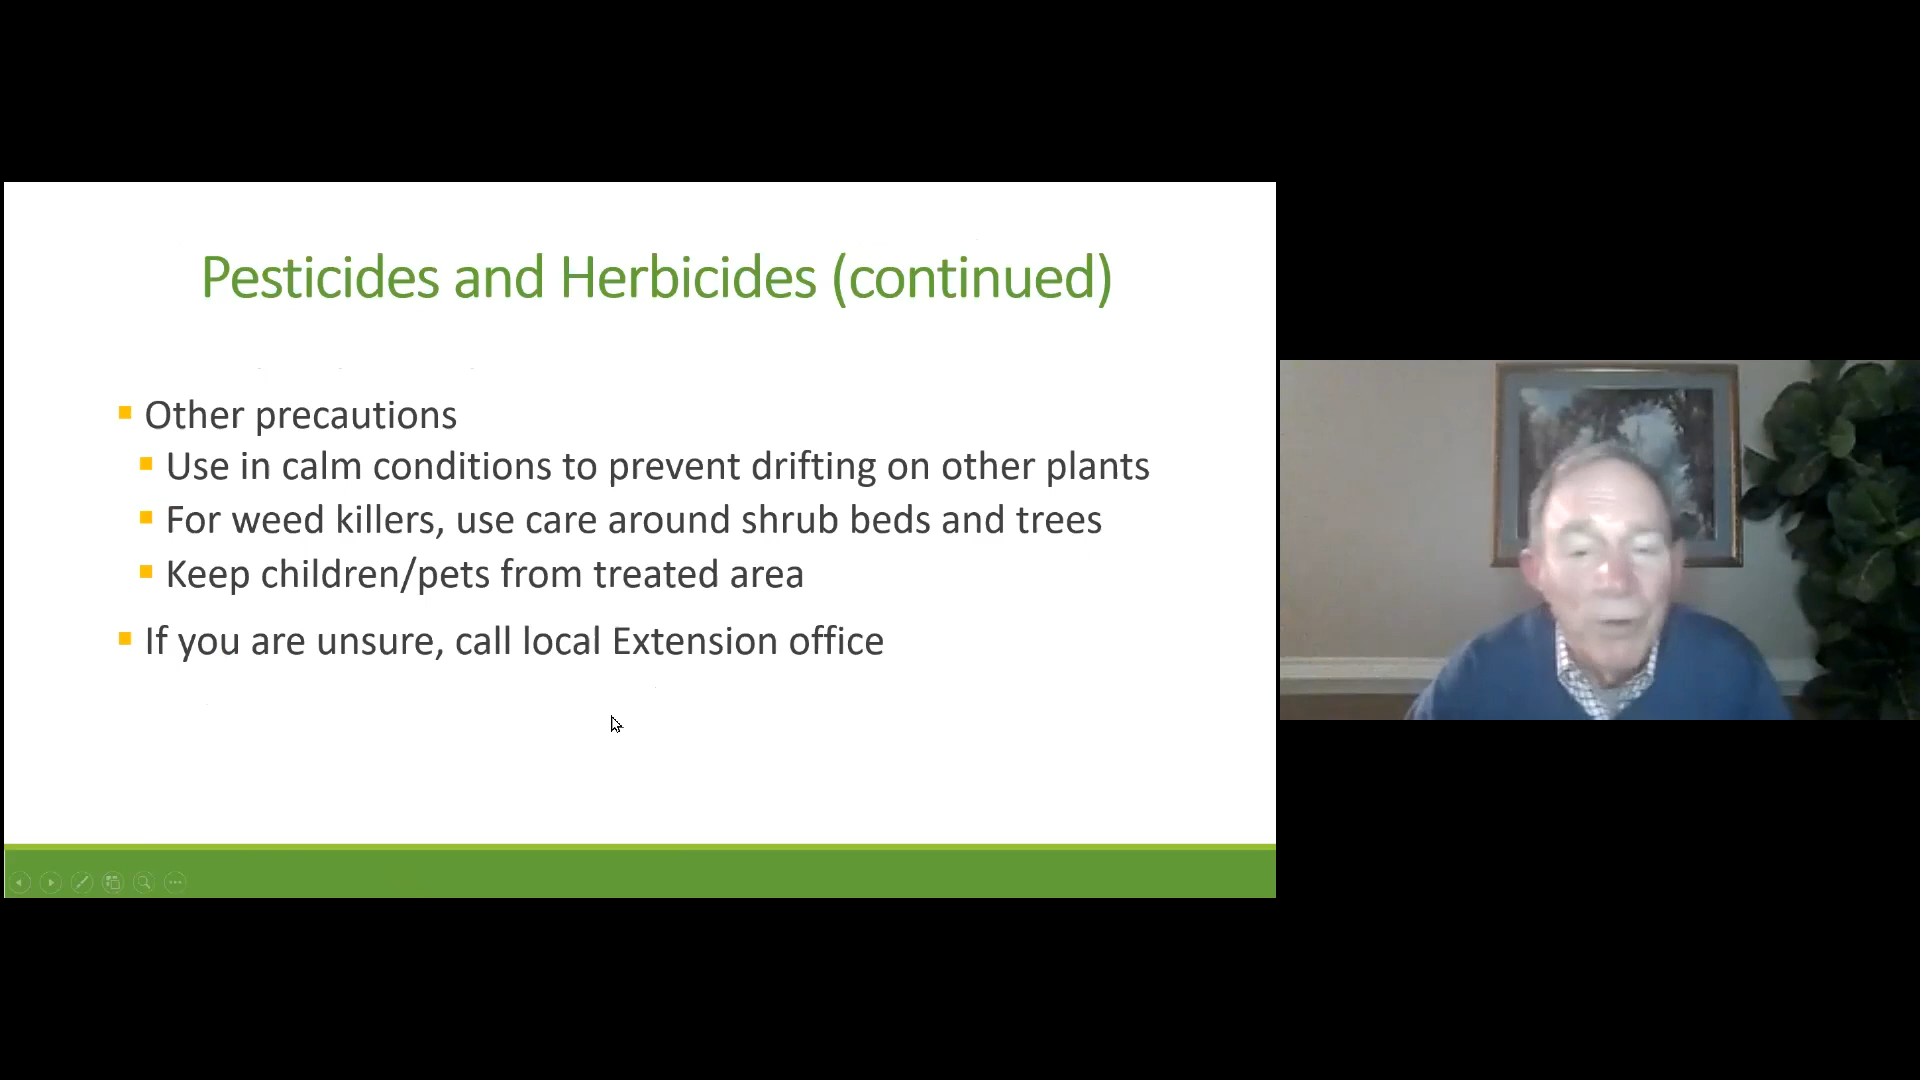 Pesticides and Herbicides (continued)
Other precautions
Use in calm conditions to prevent drifting on other plants
For weed killers, use care around shrub beds and trees
Keep children/pets from treated area
If you are unsure, call local Extension office